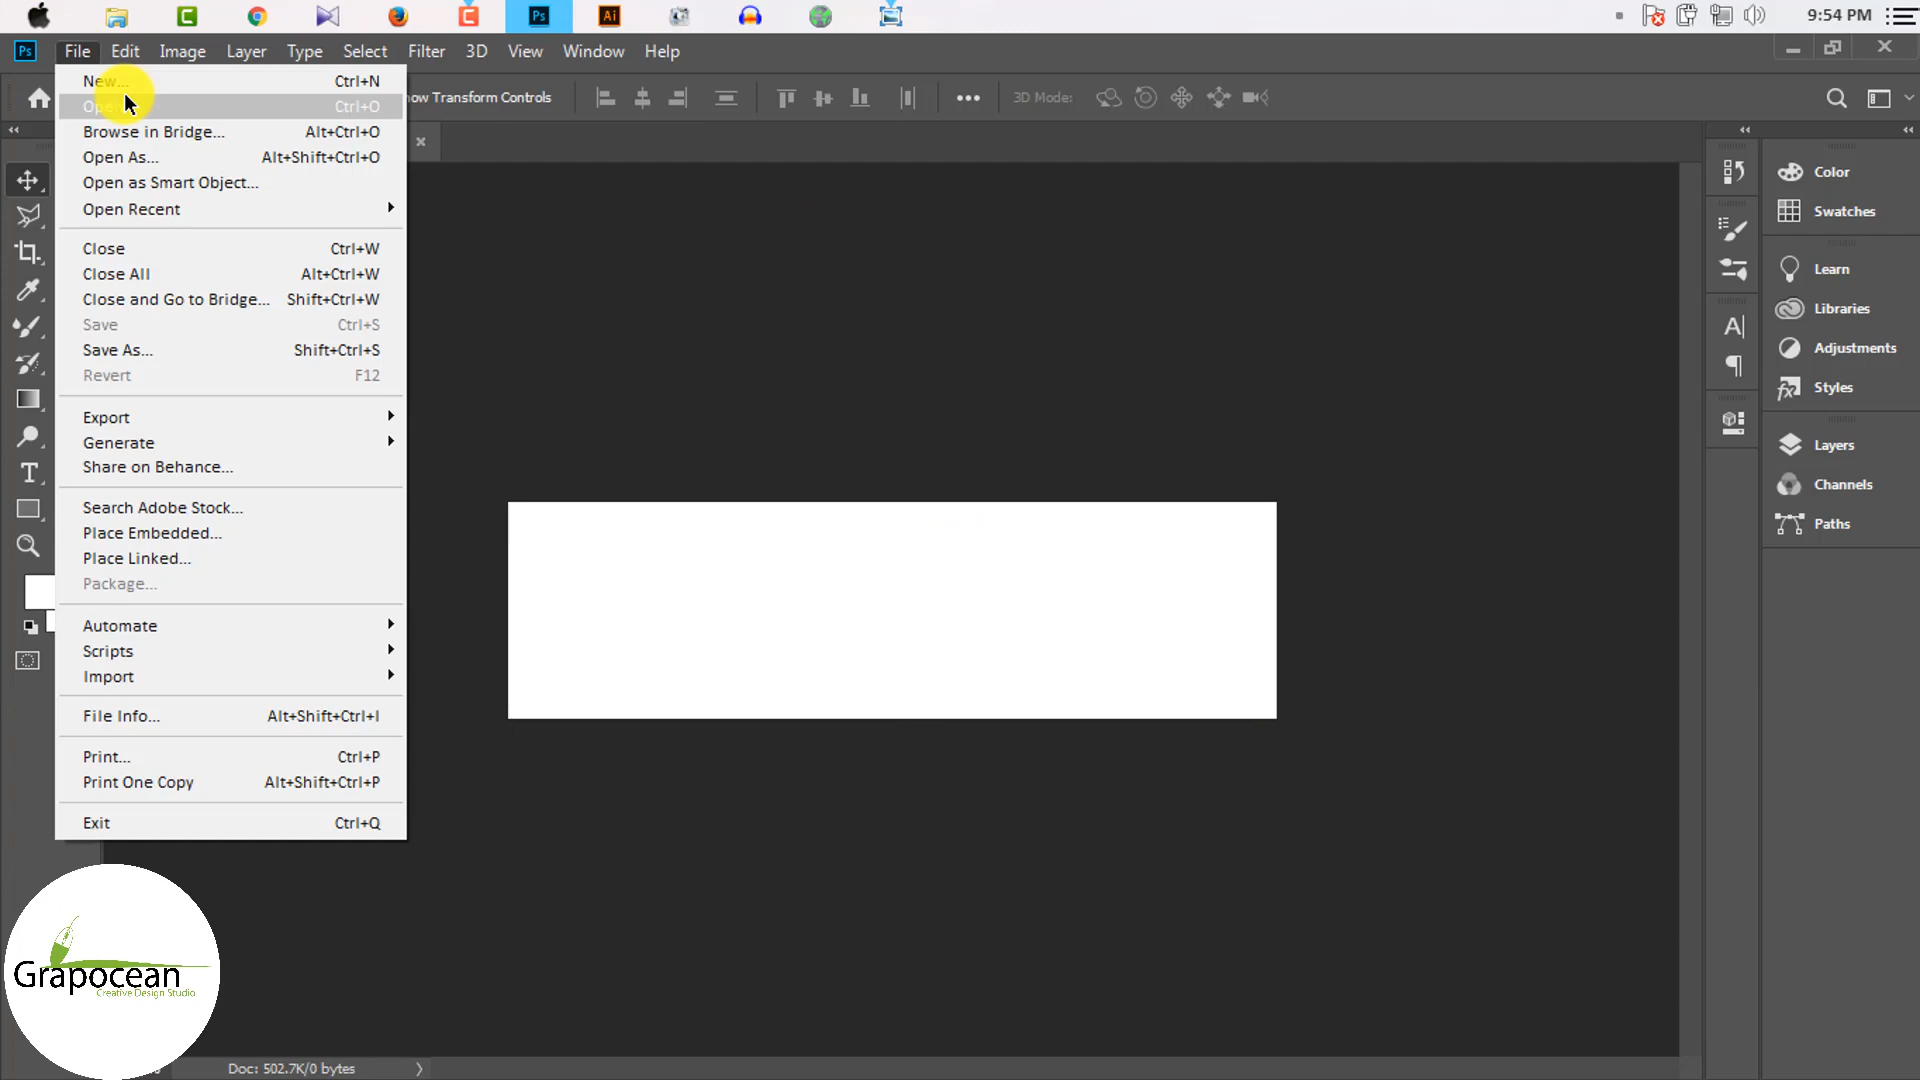 9:54 PM
Ps
Ai
Ps File Edit Image Layer Type Select Filter 3D View Window Help
New... Ctrl+N
Ctrl+O
Browse in Bridge... Alt+Ctrl+O
Open As... Alt+Shift+Ctrl+O
Open as Smart Object...
Open Recent
Close Ctrl+W
Close All Alt+Ctrl+W
Close and Go to Bridge... Shift+Ctrl+W
Save Ctrl+S
Save As... Shift+Ctrl+S
Revert F12
Export
Generate
Share on Behance...
Search Adobe Stock...
Place Embedded...
Place Linked...
Package...
Automate
Scripts
Import
File Info... Alt+Shift+Ctrl+I
Print... Ctrl+P
Print One Copy Alt+Shift+Ctrl+P
Exit Ctrl+Q
Transform Controls
3D Mode:
Color
Swatches
Learn
Libraries
Adjustments
Styles
Layers
Channels
Paths
Grapocean
Creative Design Studio
Doc: 502.7K/0 bytes